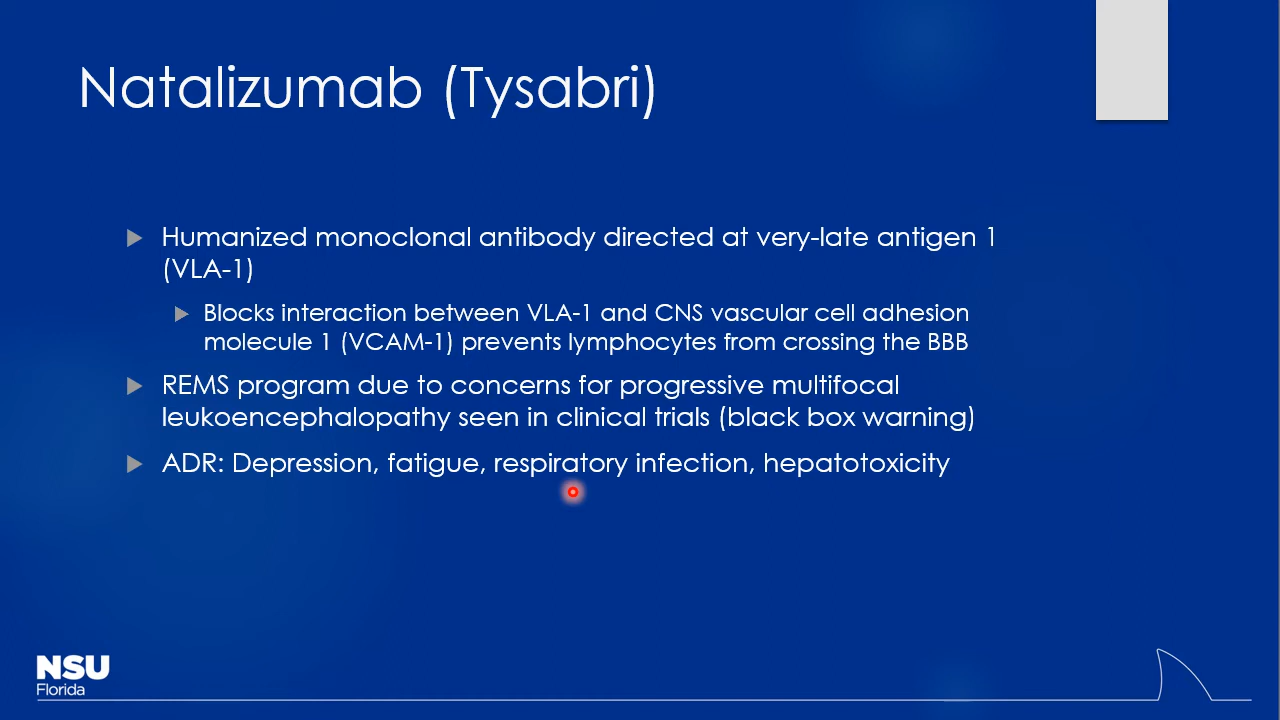 Natalizumab (Tysabri)
Humanized monoclonal antibody directed at very-late antigen 1
(VLA-1)
Blocks interaction between VLA-1 and CNS vascular cell adhesion
molecule 1 (VCAM-1) prevents lymphocytes from crossing the BBB
REMS program due to concerns for progressive multifocal
leukoencephalopathy seen in clinical trials (black box warning)
ADR: Depression, fatigue, respiratory infection, hepatotoxicity
NSU
Florida